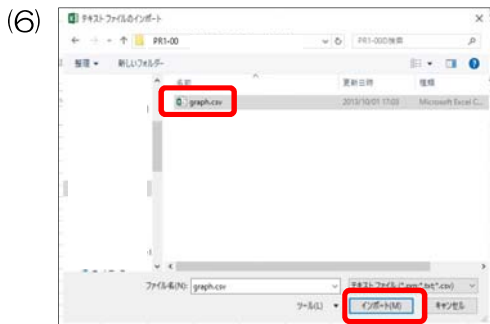 (6)
テキスト ファイルのインポート
PR1-00
PR1-00の検索
整理 新しいフォルダー
名前 更新日時 種類
graph.csv 2013/10/01 17:03 Microsoft Excel C...
ファイル名(N): graph.csv テキスト ファイル (*.prn;*.txt;*.csv)
ツール(L) インポート(M) キャンセル